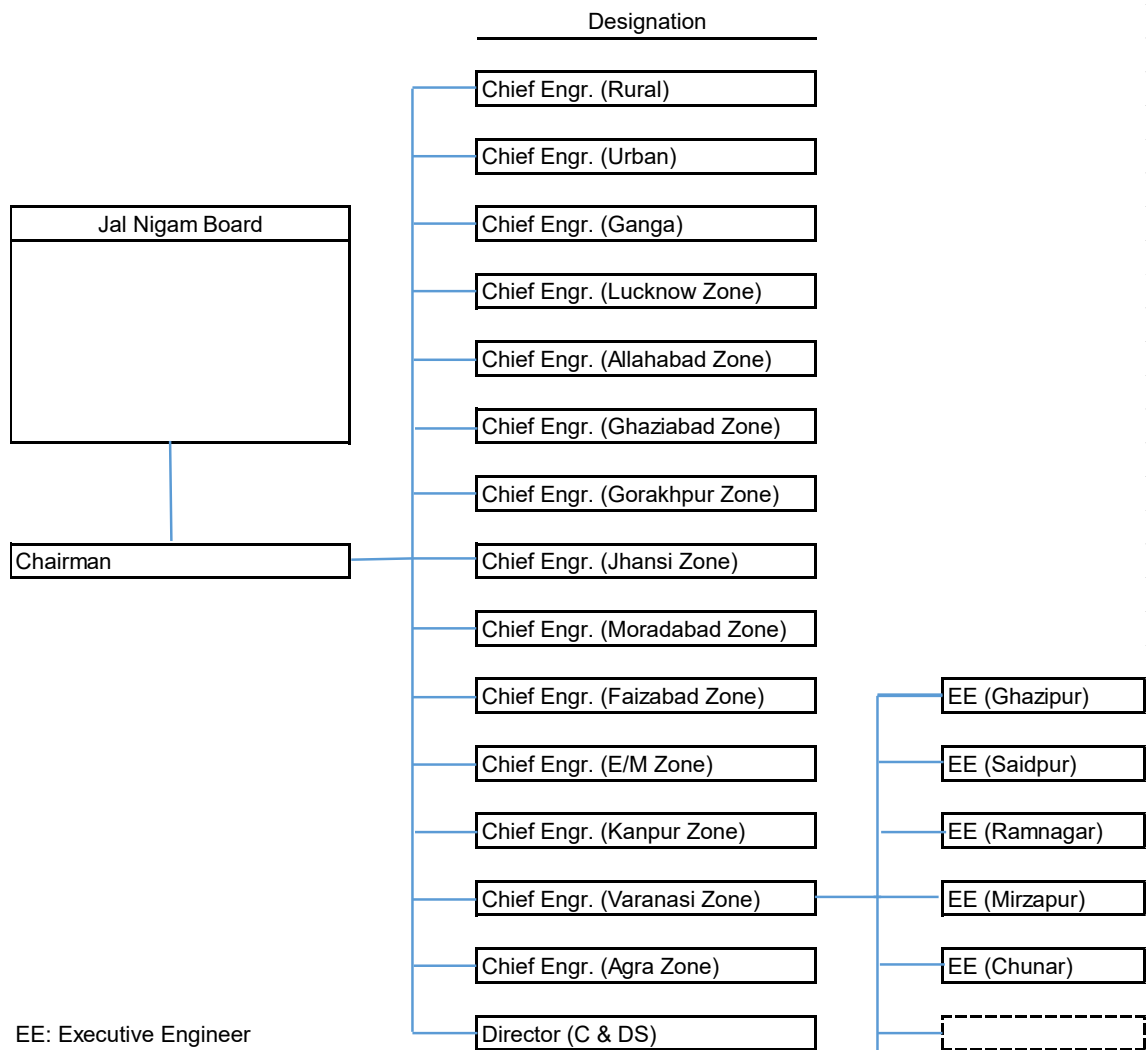 Designation
Chief Engr. (Rural)
Chief Engr. (Urban)
Jal Nigam Board
Chief Engr. (Ganga)
Chief Engr. (Lucknow Zone)
Chief Engr. (Allahabad Zone)
Chief Engr. (Ghaziabad Zone)
Chief Engr. (Gorakhpur Zone)
Chairman
Chief Engr. (Jhansi Zone)
Chief Engr. (Moradabad Zone)
Chief Engr. (Faizabad Zone)
EE (Ghazipur)
Chief Engr. (E/M Zone)
EE (Saidpur)
Chief Engr. (Kanpur Zone)
EE (Ramnagar)
Chief Engr. (Varanasi Zone)
EE (Mirzapur)
Chief Engr. (Agra Zone)
EE (Chunar)
EE: Executive Engineer
Director (C & DS)